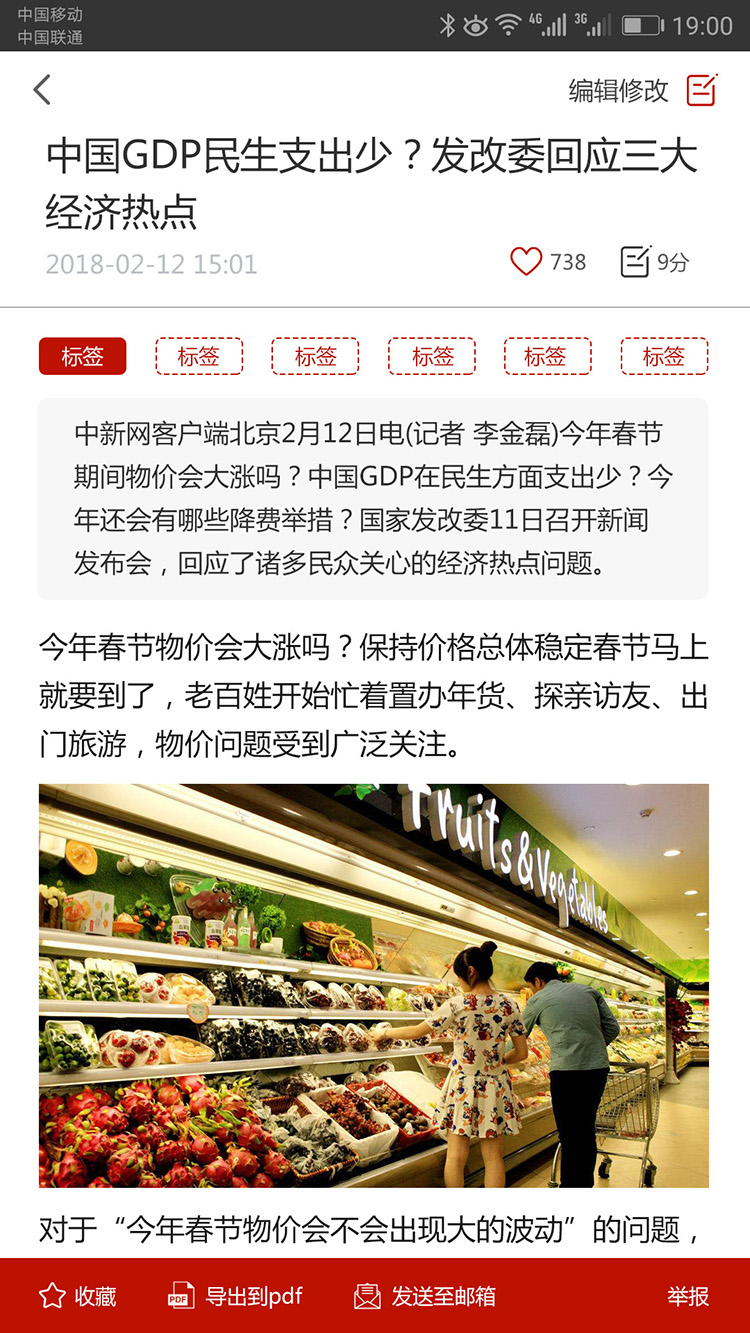 中国移动
中国联通
4G 3G 19:00
编辑修改
中国GDP民生支出少？发改委回应三大
经济热点
2018-02-12 15:01
738 9分
标签 标签 标签 标签 标签 标签
中新网客户端北京2月12日电(记者 李金磊)今年春节
期间物价会大涨吗？中国GDP在民生方面支出少？今
年还会有哪些降费举措？国家发改委11日召开新闻
发布会，回应了诸多民众关心的经济热点问题。
今年春节物价会大涨吗？保持价格总体稳定春节马上
就要到了，老百姓开始忙着置办年货、探亲访友、出
门旅游，物价问题受到广泛关注。
Fruits&Vegetables
对于“今年春节物价会不会出现大的波动”的问题，
收藏 PDF 导出到pdf 发送至邮箱 举报